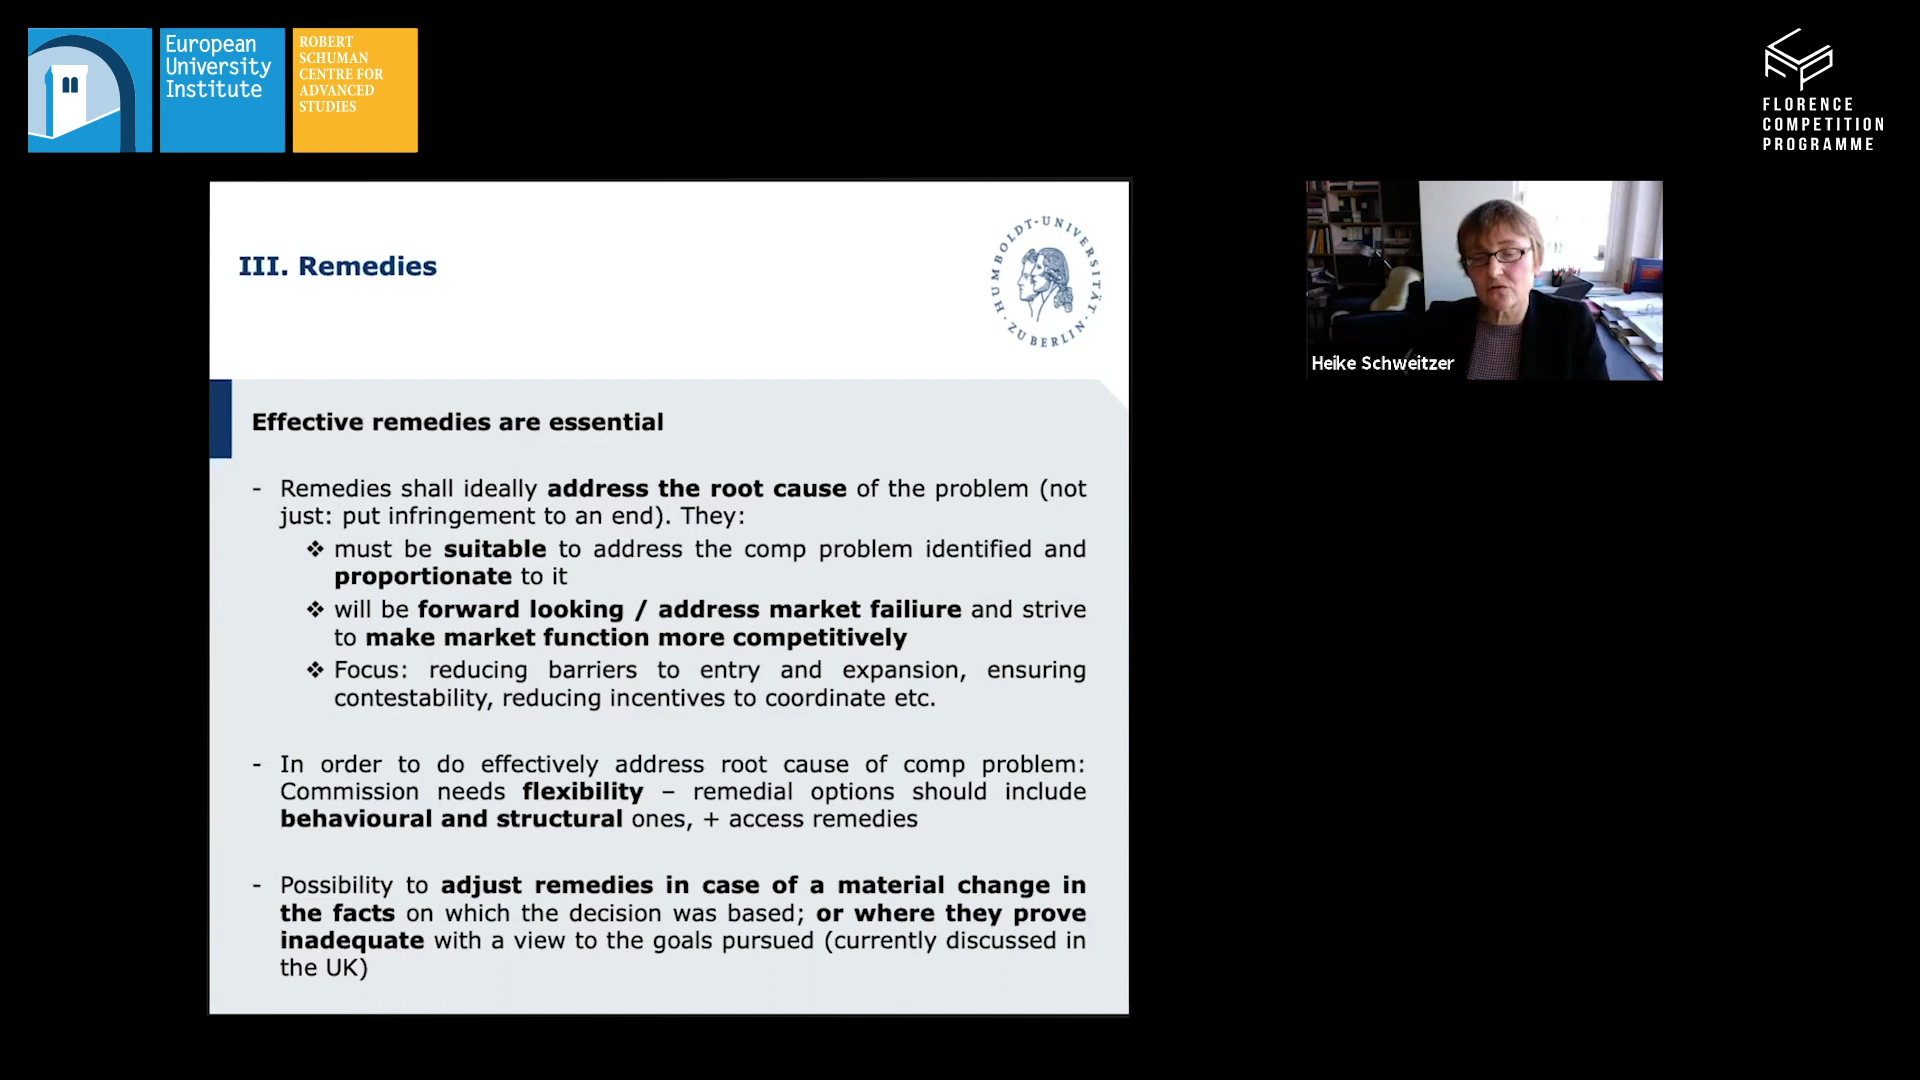 European
University
Institute
ROBERT
SCHUMAN
CENTRE FOR
ADVANCED
STUDIES
FLORENCE
COMPETITION
PROGRAMME
III. Remedies
HUMBOLDT-UNIVERSITÄT · ZU BERLIN ·
Heike Schweitzer
Effective remedies are essential
- Remedies shall ideally address the root cause of the problem (not
just: put infringement to an end). They:
❖ must be suitable to address the comp problem identified and
proportionate to it
❖ will be forward looking / address market failiure and strive
to make market function more competitively
❖ Focus: reducing barriers to entry and expansion, ensuring
contestability, reducing incentives to coordinate etc.
- In order to do effectively address root cause of comp problem:
Commission needs flexibility – remedial options should include
behavioural and structural ones, + access remedies
- Possibility to adjust remedies in case of a material change in
the facts on which the decision was based; or where they prove
inadequate with a view to the goals pursued (currently discussed in
the UK)